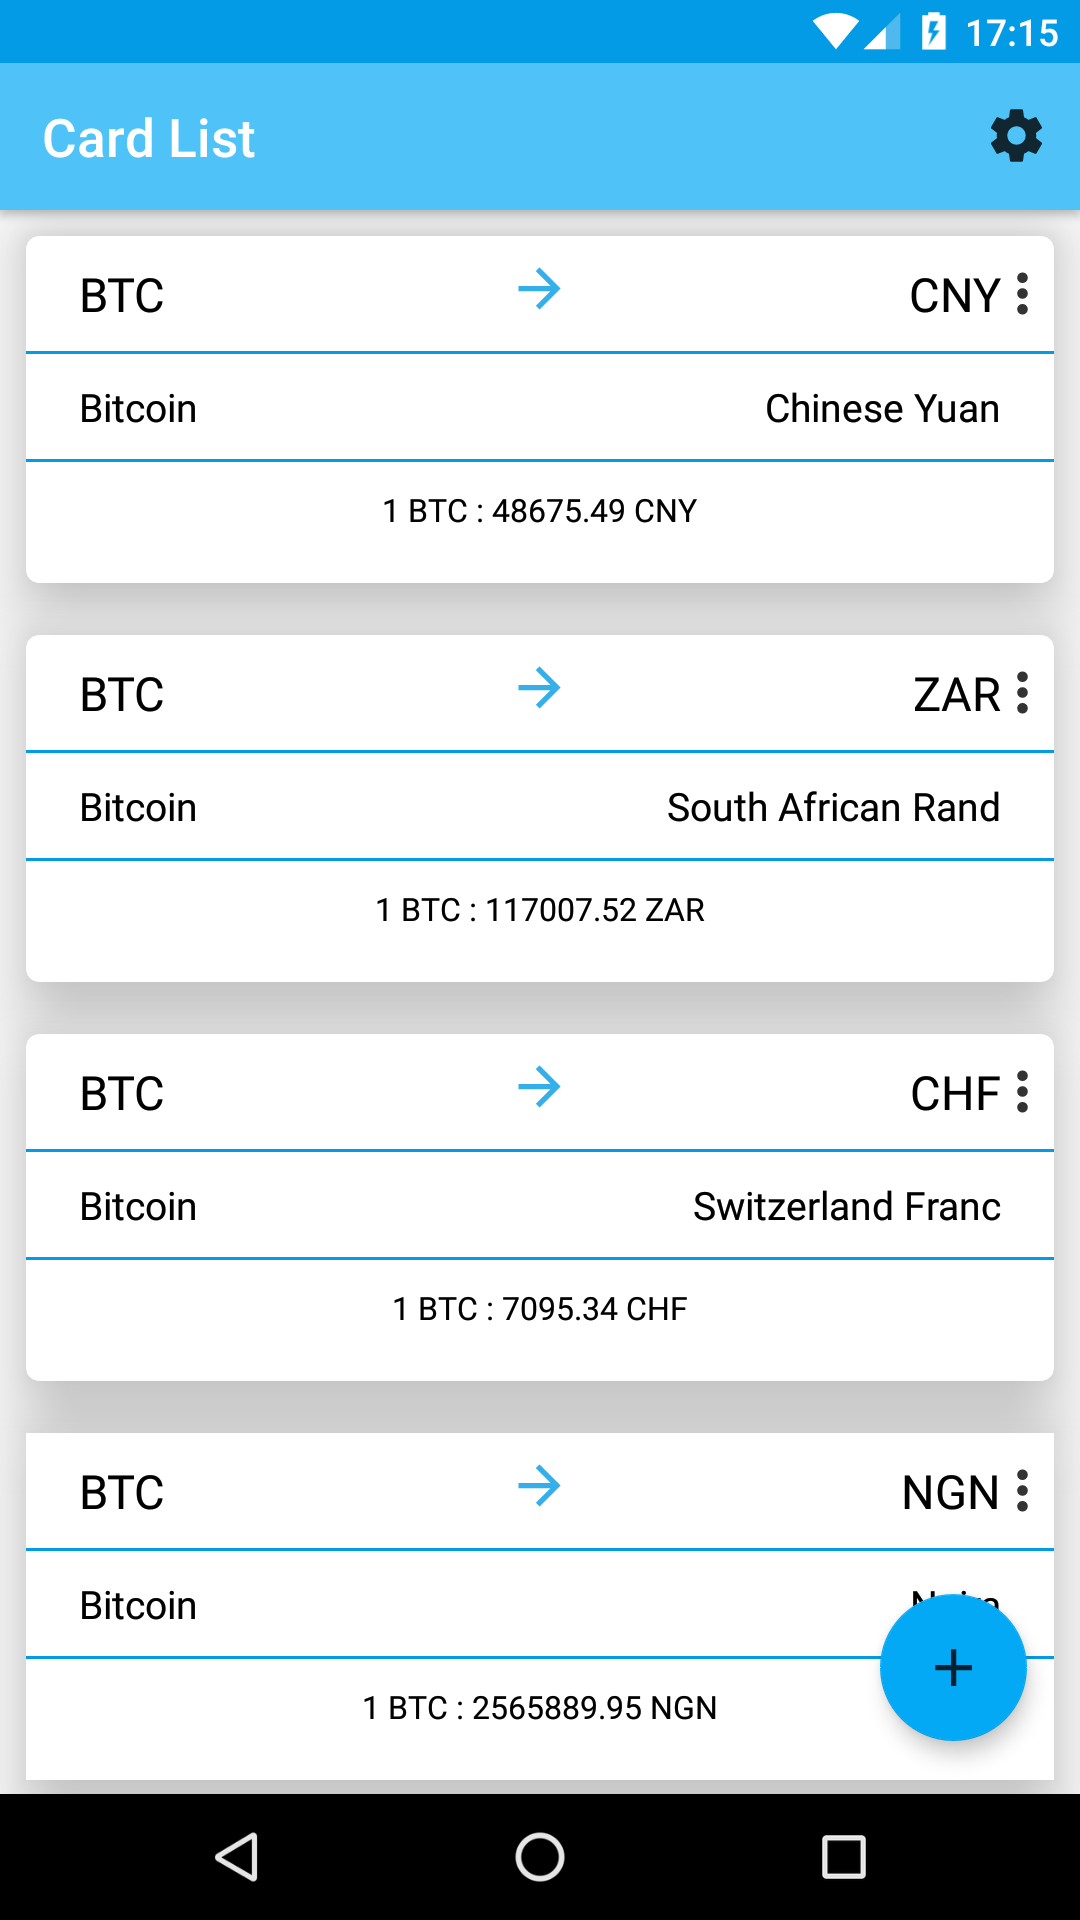 17:15
Card List
BTC CNY
Bitcoin Chinese Yuan
1 BTC : 48675.49 CNY
BTC ZAR
Bitcoin South African Rand
1 BTC : 117007.52 ZAR
BTC CHF
Bitcoin Switzerland Franc
1 BTC : 7095.34 CHF
BTC NGN
Bitcoin
1 BTC : 2565889.95 NGN